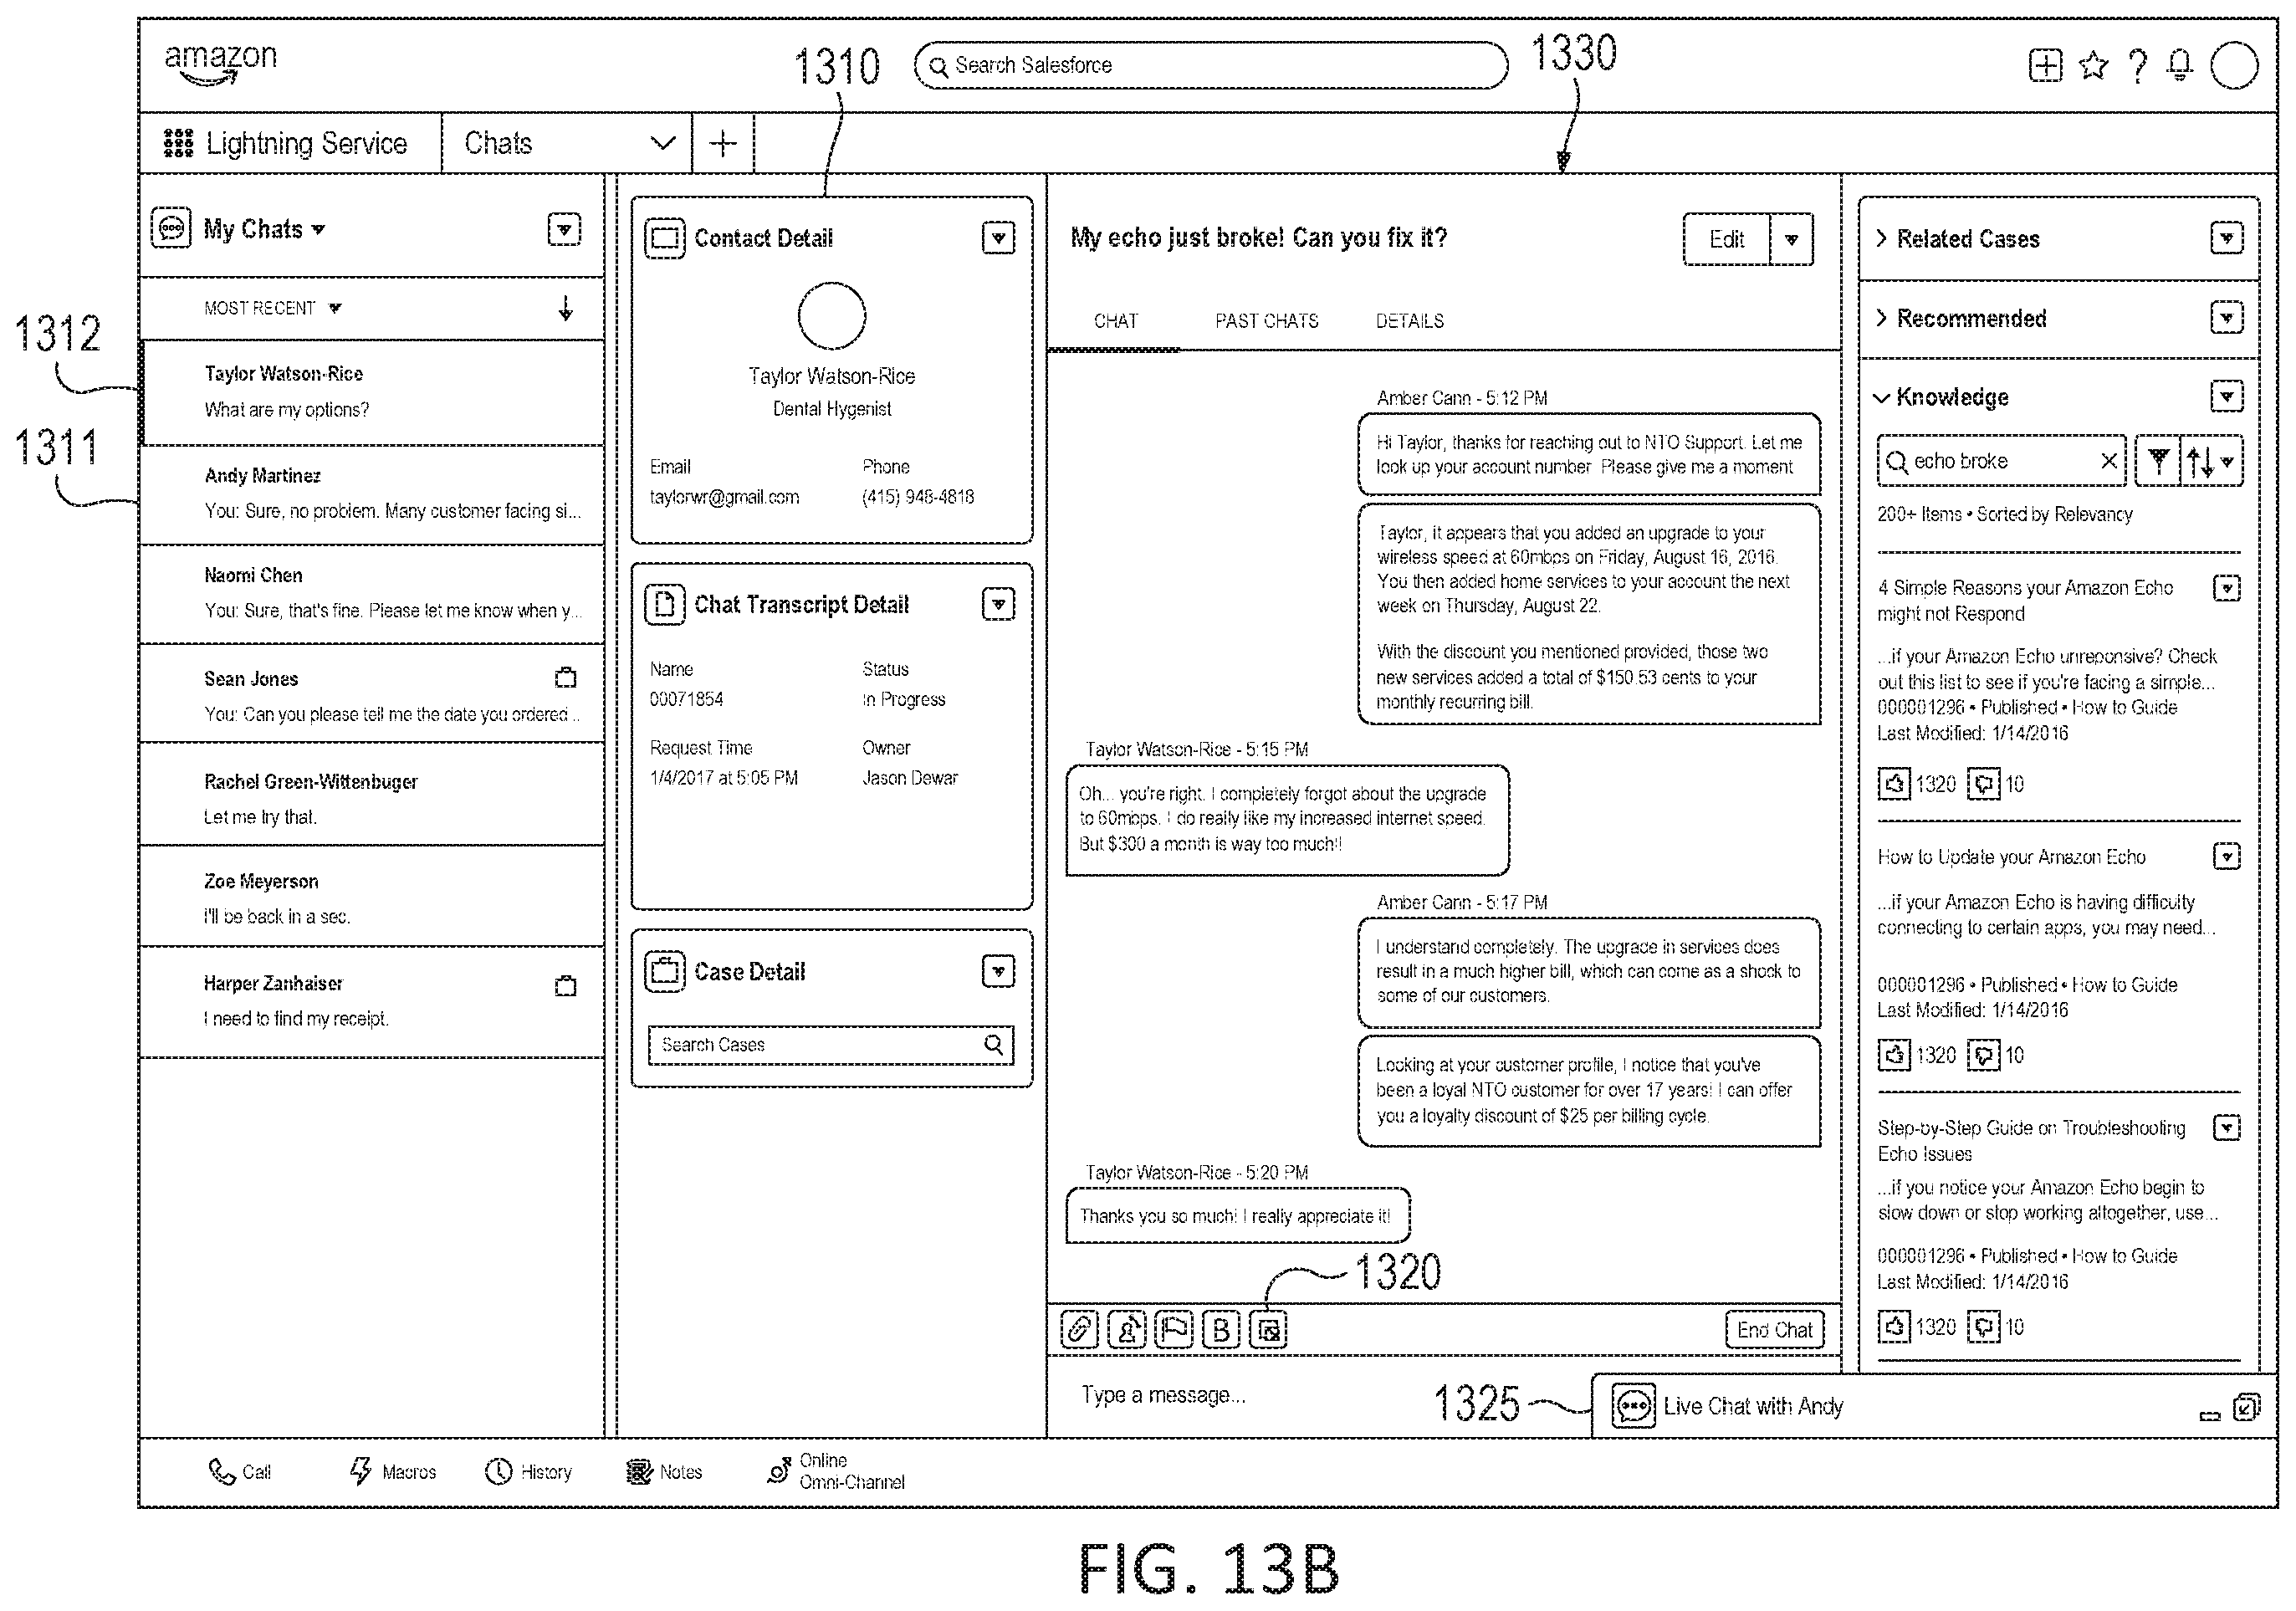 amazon
1310
Search Salesforce
1330
Lightning Service
Chats
My Chats
MOST RECENT
1312
Taylor Watson-Rice
What are my options?
1311
Andy Martinez
You: Sure, no problem. Many customer facing si...
Naomi Chen
You: Sure, that's fine. Please let me know when y...
Sean Jones
You: Can you please tell me the date you ordered...
Rachel Green-Wittenbuger
Let me try that.
Zoe Meyerson
I'll be back in a sec.
Harper Zanhaiser
I need to find my receipt.
Contact Detail
Taylor Watson-Rice
Dental Hygenist
Email
Phone
taylorwr@gmail.com
(415) 948-4818
Chat Transcript Detail
Name
Status
00071854
In Progress
Request Time
Owner
1/4/2017 at 5:05 PM
Jason Dewar
Case Detail
Search Cases
My echo just broke! Can you fix it?
Edit
CHAT
PAST CHATS
DETAILS
Amber Cann - 5:12 PM
Hi Taylor, thanks for reaching out to NTO Support. Let me
look up your account number. Please give me a moment
Taylor, it appears that you added an upgrade to your
wireless speed at 60mbps on Friday, August 16, 2016.
You then added home services to your account the next
week on Thursday, August 22.
With the discount you mentioned provided, those two
new services added a total of $150.53 cents to your
monthly recurring bill.
Taylor Watson-Rice - 5:15 PM
Oh... you're right. I completely forgot about the upgrade
to 60mbps. I do really like my increased internet speed.
But $300 a month is way too much!!
Amber Cann - 5:17 PM
I understand completely. The upgrade in services does
result in a much higher bill, which can come as a shock to
some of our customers.
Looking at your customer profile, I notice that you've
been a loyal NTO customer for over 17 years! I can offer
you a loyalty discount of $25 per billing cycle.
Taylor Watson-Rice - 5:20 PM
Thanks you so much! I really appreciate it!
1320
B
End Chat
Type a message...
1325
Live Chat with Andy
Related Cases
Recommended
Knowledge
echo broke
200+ Items • Sorted by Relevancy
4 Simple Reasons your Amazon Echo
might not Respond
...if your Amazon Echo unreponsive? Check
out this list to see if you're facing a simple...
000001296 • Published • How to Guide
Last Modified: 1/14/2016
1320
10
How to Update your Amazon Echo
...if your Amazon Echo is having difficulty
connecting to certain apps, you may need...
000001296 • Published • How to Guide
Last Modified: 1/14/2016
1320
10
Step-by-Step Guide on Troubleshooting
Echo Issues
...if you notice your Amazon Echo begin to
slow down or stop working altogether, use...
000001296 • Published • How to Guide
Last Modified: 1/14/2016
1320
10
Call
Macros
History
Notes
Online
Omni-Channel
FIG. 13B